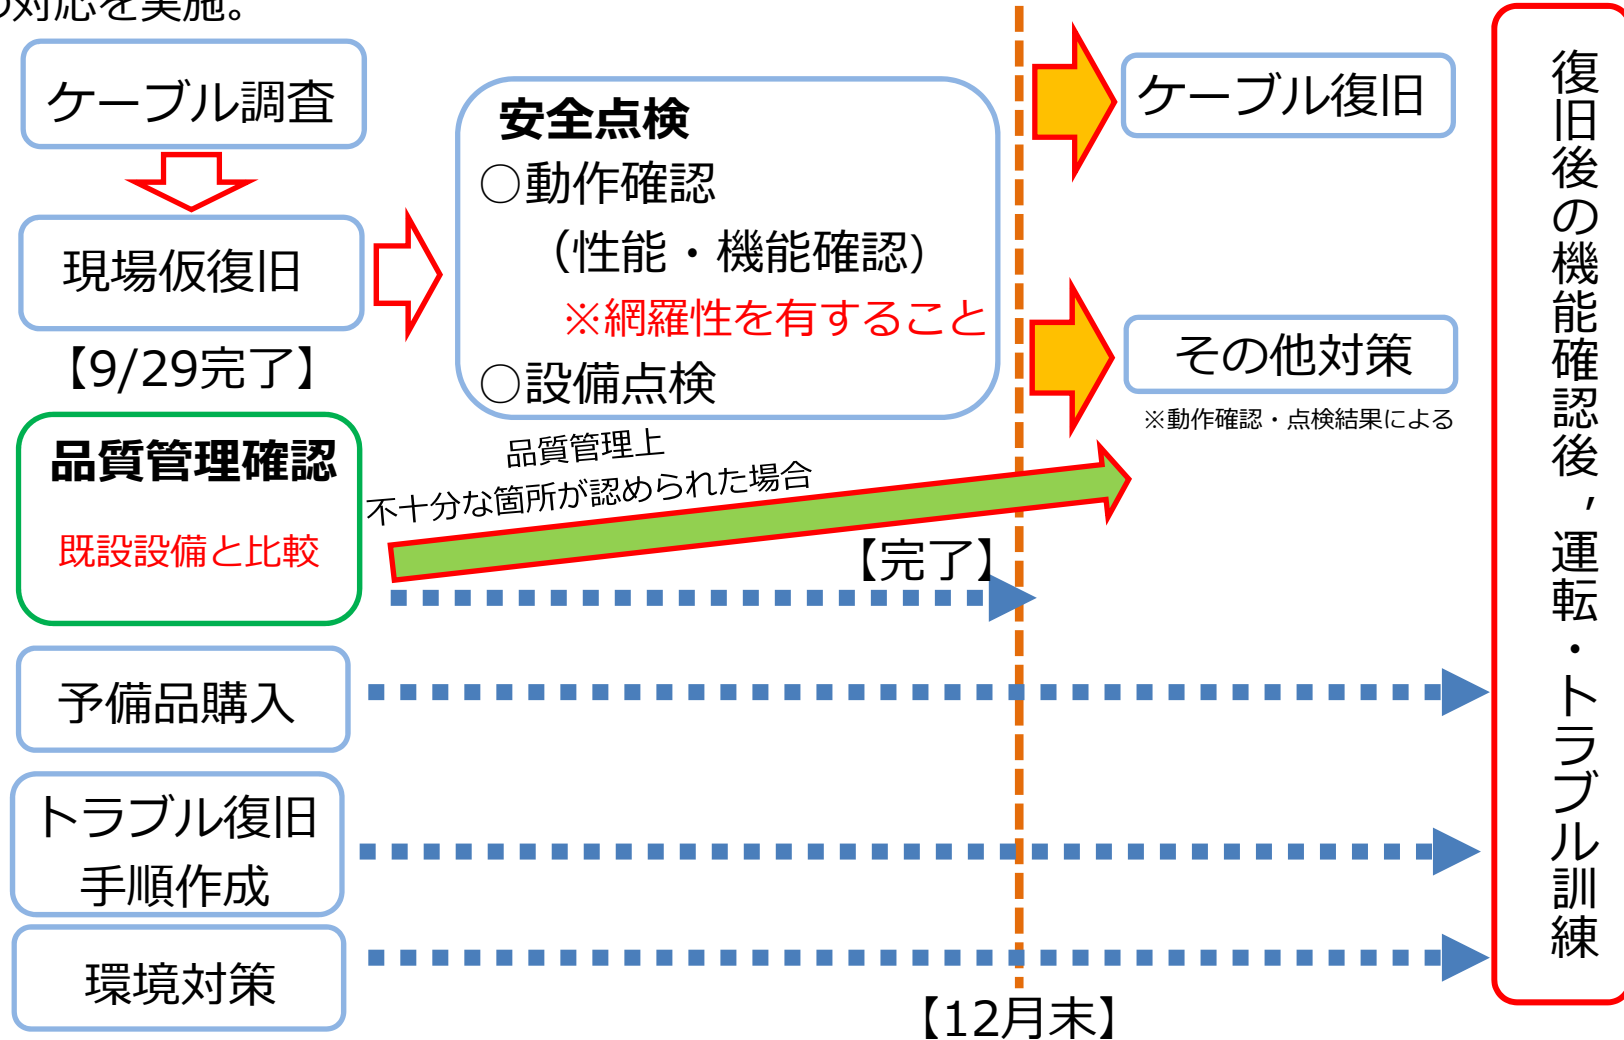 の対応を実施。
ケーブル調査
現場仮復旧
【9/29完了】
安全点検
○動作確認
（性能・機能確認）
※網羅性を有すること
○設備点検
ケーブル復旧
その他対策
※動作確認・点検結果による
品質管理確認
既設設備と比較
品質管理上
不十分な箇所が認められた場合
【完了】
予備品購入
トラブル復旧
手順作成
環境対策
【12月末】
復旧後の機能確認後，運転・トラブル訓練